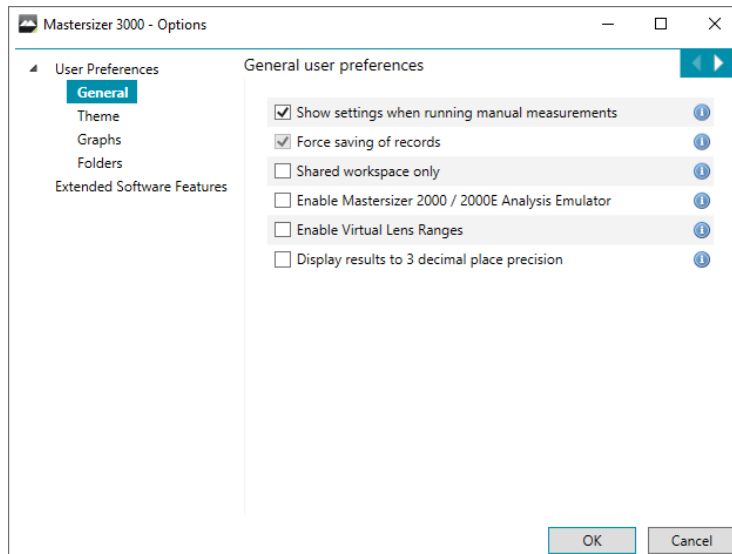 Mastersizer 3000 - Options
User Preferences
General
Theme
Graphs
Folders
Extended Software Features
General user preferences
Show settings when running manual measurements
Force saving of records
Shared workspace only
Enable Mastersizer 2000 / 2000E Analysis Emulator
Enable Virtual Lens Ranges
Display results to 3 decimal place precision
OK
Cancel